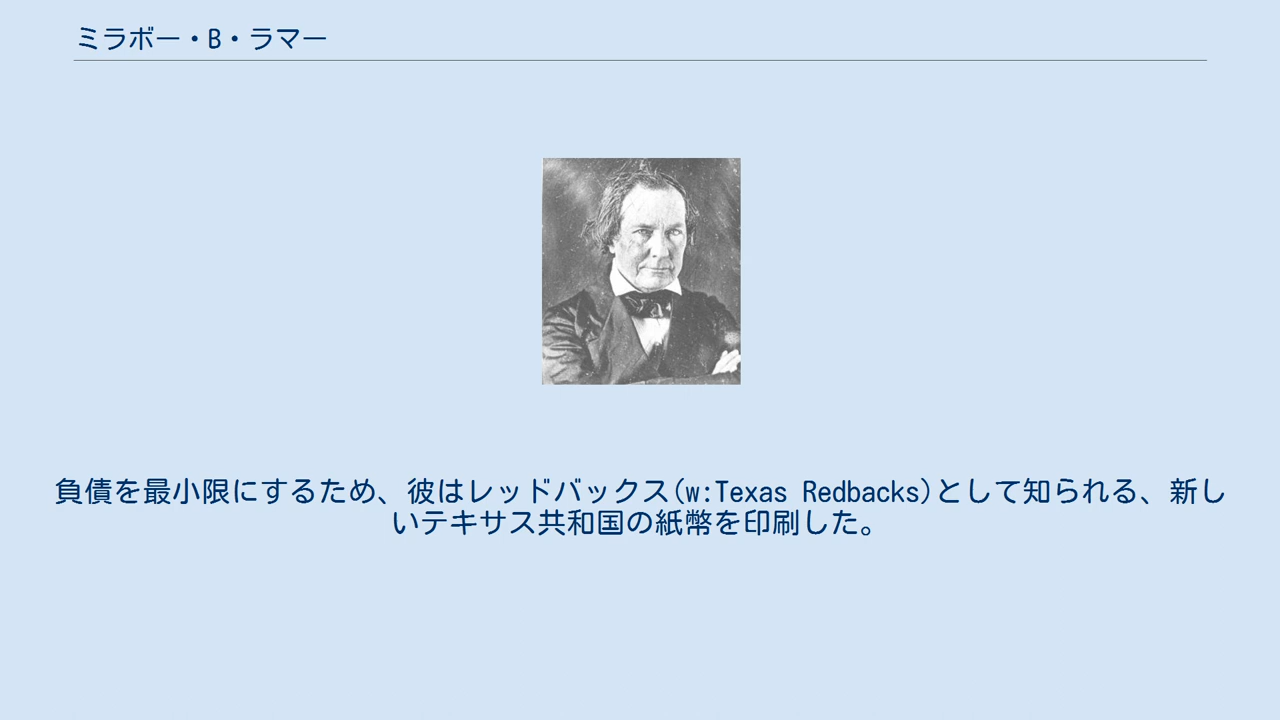 ミラボー・B・ラマー
負債を最小限にするため、彼はレッドバックス(w:Texas Redbacks)として知られる、新し
いテキサス共和国の紙幣を印刷した。